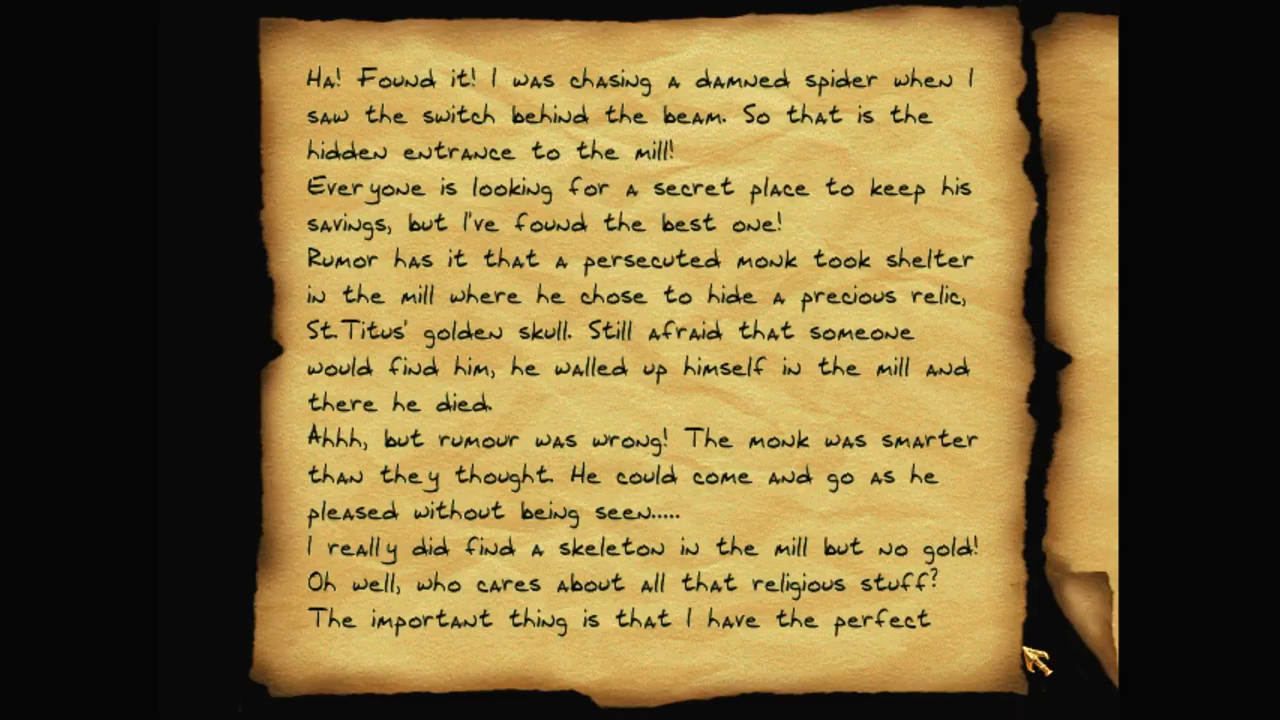 Ha! Found it! I was chasing a damned spider when I
saw the switch behind the beam. So that is the
hidden entrance to the mill!
Everyone is looking for a secret place to keep his
savings, but I've found the best one!
Rumor has it that a persecuted monk took shelter
in the mill where he chose to hide a precious relic,
St.Titus' golden skull. Still afraid that someone
would find him, he walled up himself in the mill and
there he died.
Ahhh, but rumour was wrong! The monk was smarter
than they thought. He could come and go as he
pleased without being seen.....
I really did find a skeleton in the mill but no gold!
Oh well, who cares about all that religious stuff?
The important thing is that I have the perfect